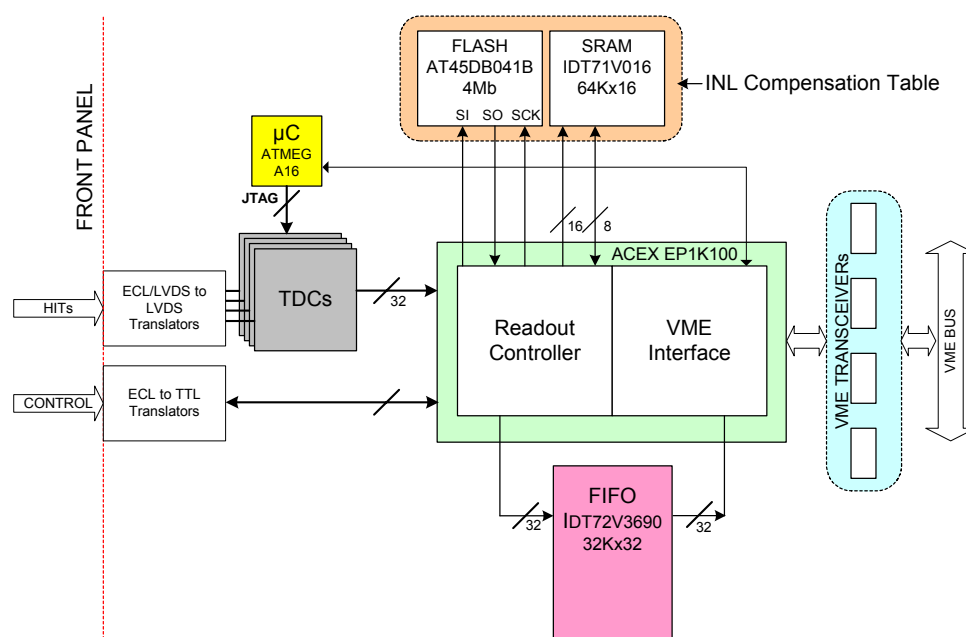 FLASH
AT45DB041B
4Mb
SI SO SCK
SRAM
IDT71V016
64Kx16
INL Compensation Table
FRONT PANEL
µC
ATMEG
A16
JTAG
16
8
ACEX EP1K100
HITs
ECL/LVDS to
LVDS
Translators
TDCs
32
Readout
Controller
VME
Interface
VME TRANSCEIVERs
VME BUS
CONTROL
ECL to TTL
Translators
32
FIFO
IDT72V3690
32Kx32
32